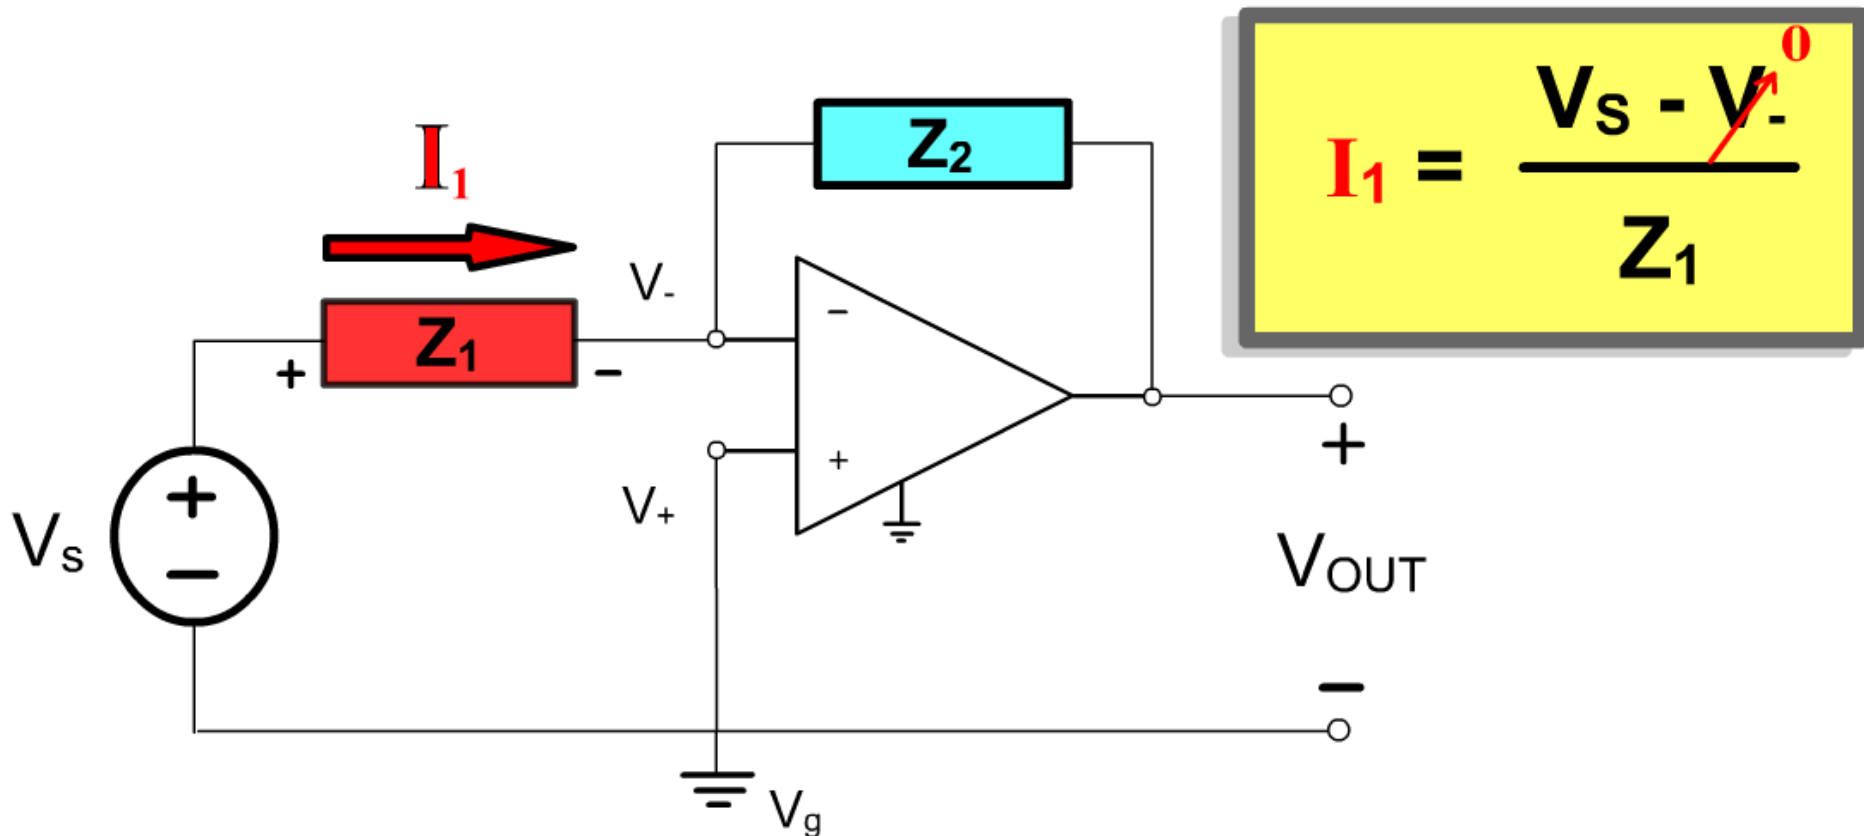 I₁
Z₁
+
-
V₋
Z₂
−
+
V₊
Vs
+
−
+
VOUT
−
Vg
I₁ = (VS - V₋) / Z₁
0